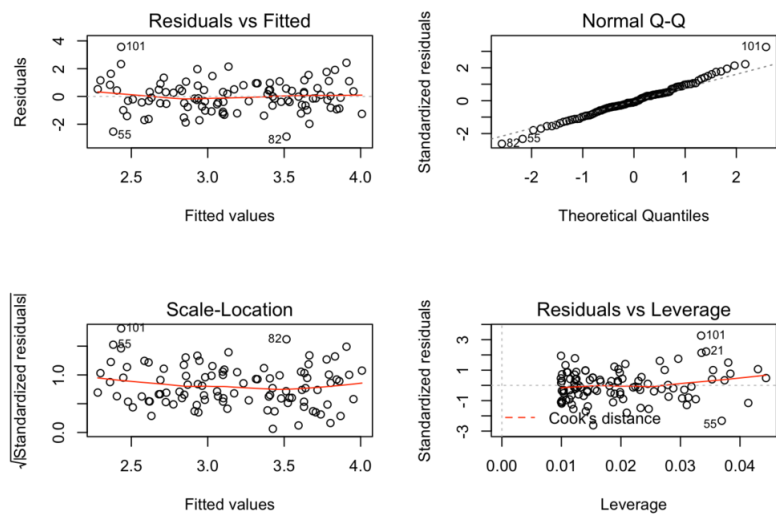 Residuals vs Fitted
Residuals
4
2
0
-2
101
55
82
2.5 3.0 3.5 4.0
Fitted values
Normal Q-Q
Standardized residuals
2
0
-2
101
82
55
-2 -1 0 1 2
Theoretical Quantiles
Scale-Location
√|Standardized residuals|
1.0
0.0
101
55
82
2.5 3.0 3.5 4.0
Fitted values
Residuals vs Leverage
Standardized residuals
3
1
-1
-3
101
21
55
Cook's distance
0.00 0.01 0.02 0.03 0.04
Leverage